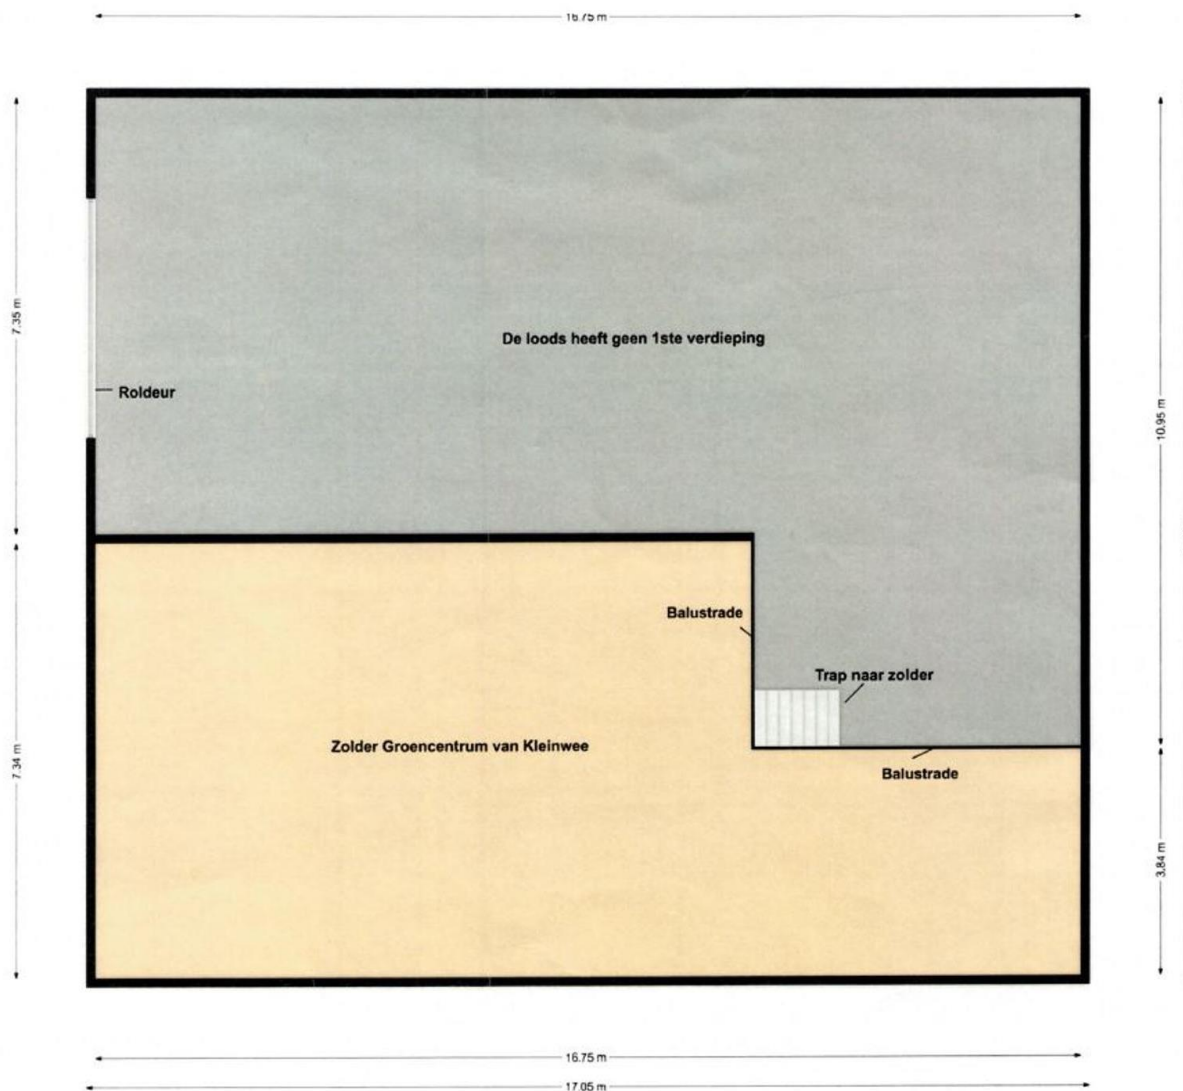 16.75 m
7.35 m
De loods heeft geen 1ste verdieping
Roldeur
10.95 m
Balustrade
Trap naar zolder
Zolder Groencentrum van Kleinwee
7.34 m
Balustrade
3.84 m
16.75 m
17.05 m